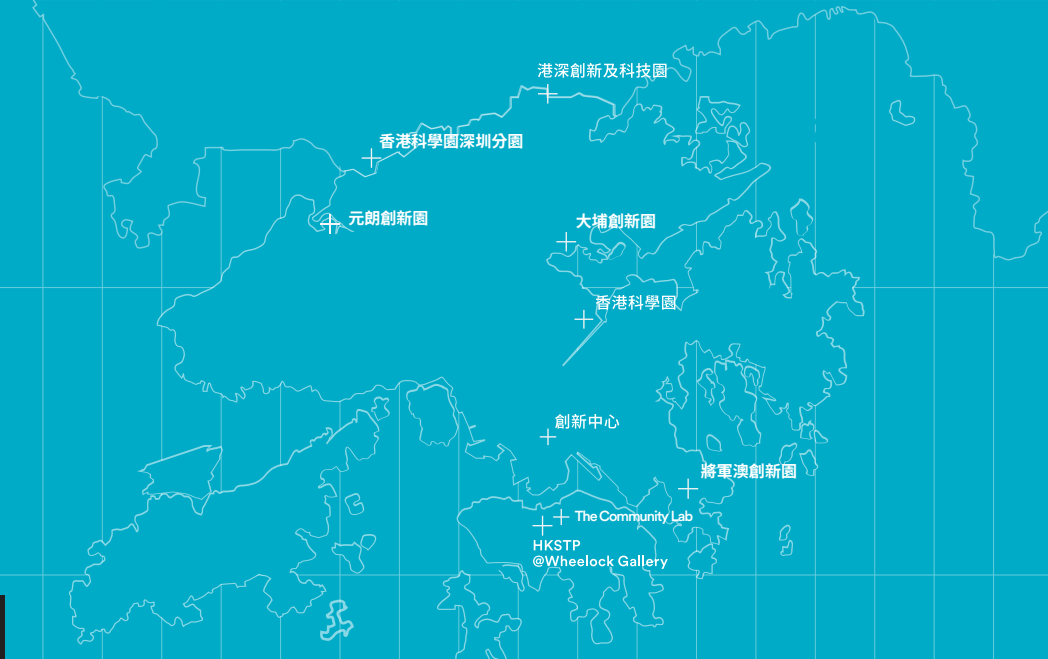 港深創新及科技園
香港科學園深圳分園
元朗創新園
大埔創新園
香港科學園
創新中心
將軍澳創新園
The Community Lab
HKSTP
@Wheelock Gallery